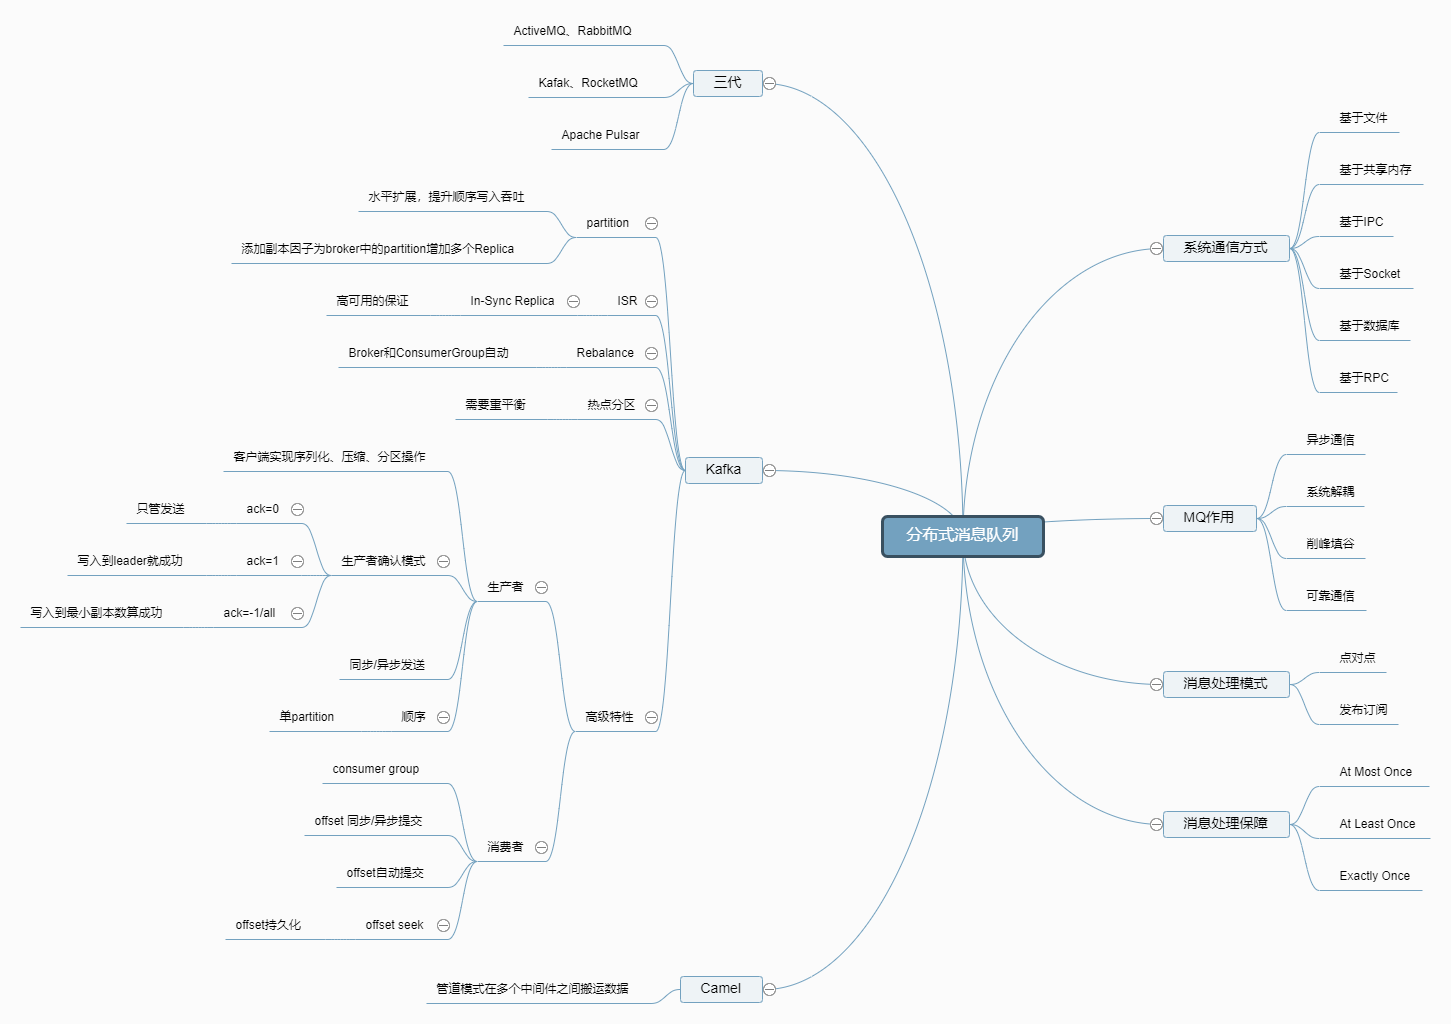 分布式消息队列
系统通信方式
基于文件
基于共享内存
基于IPC
基于Socket
基于数据库
基于RPC
MQ作用
异步通信
系统解耦
削峰填谷
可靠通信
消息处理模式
点对点
发布订阅
消息处理保障
At Most Once
At Least Once
Exactly Once
三代
ActiveMQ、RabbitMQ
Kafak、RocketMQ
Apache Pulsar
Kafka
partition
水平扩展，提升顺序写入吞吐
添加副本因子为broker中的partition增加多个Replica
ISR
In-Sync Replica
高可用的保证
Rebalance
Broker和ConsumerGroup自动
热点分区
需要重平衡
高级特性
生产者
客户端实现序列化、压缩、分区操作
生产者确认模式
ack=0
只管发送
ack=1
写入到leader就成功
ack=-1/all
写入到最小副本数算成功
同步/异步发送
顺序
单partition
消费者
consumer group
offset 同步/异步提交
offset自动提交
offset seek
offset持久化
Camel
管道模式在多个中间件之间搬运数据